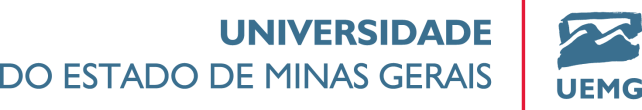 UNIVERSIDADE
DO ESTADO DE MINAS GERAIS
UEMG